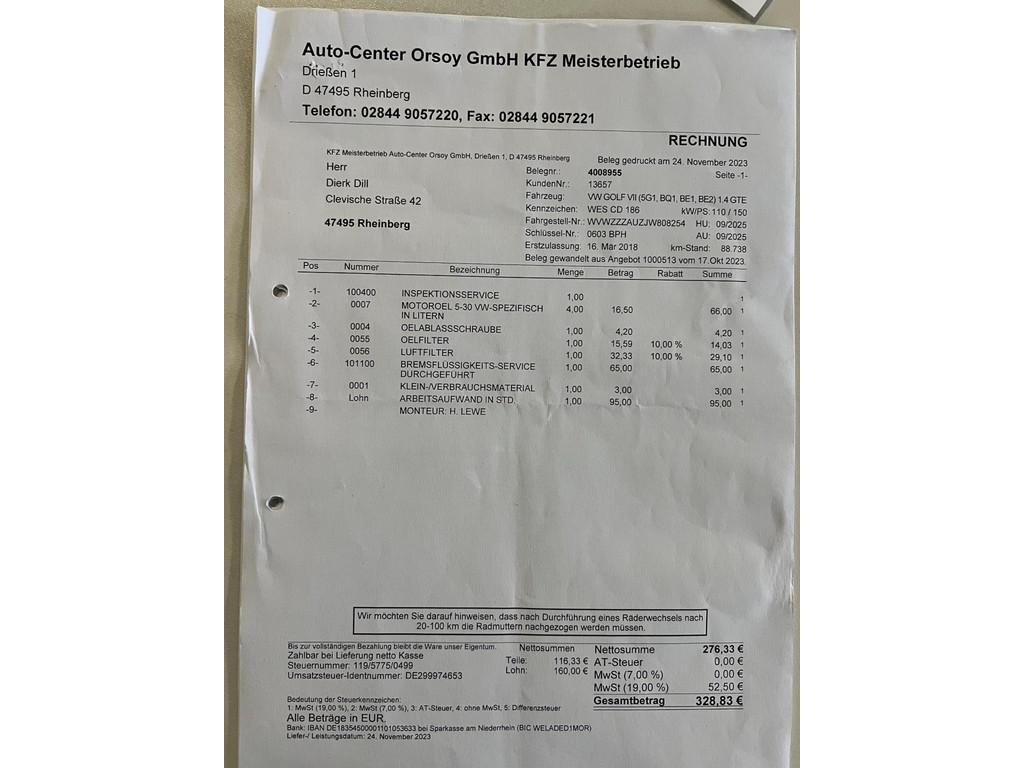 Auto-Center Orsoy GmbH KFZ Meisterbetrieb
Drießen 1
D 47495 Rheinberg
Telefon: 02844 9057220, Fax: 02844 9057221
RECHNUNG
KFZ Meisterbetrieb Auto-Center Orsoy GmbH, Drießen 1, D 47495 Rheinberg
Beleg gedruckt am 24. November 2023
Herr
Dierk Dill
Clevische Straße 42
47495 Rheinberg
Belegnr.: 4008955 Seite -1-
KundenNr.: 13657
Fahrzeug: VW GOLF VII (5G1, BQ1, BE1, BE2) 1.4 GTE
Kennzeichen: WES CD 186 kW/PS: 110 / 150
Fahrgestell-Nr.: WVWZZZAUZJW808254 HU: 09/2025
Schlüssel-Nr.: 0603 BPH AU: 09/2025
Erstzulassung: 16. Mär 2018 km-Stand: 88.738
Beleg gewandelt aus Angebot 1000513 vom 17.Okt 2023.
Pos Nummer Bezeichnung Menge Betrag Rabatt Summe
-1- 100400 INSPEKTIONSSERVICE 1,00 1
-2- 0007 MOTOROEL 5-30 VW-SPEZIFISCH 4,00 16,50 66,00 1
IN LITERN
-3- 0004 OELABLASSSCHRAUBE 1,00 4,20 4,20 1
-4- 0055 OELFILTER 1,00 15,59 10,00 % 14,03 1
-5- 0056 LUFTFILTER 1,00 32,33 10,00 % 29,10 1
-6- 101100 BREMSFLÜSSIGKEITS-SERVICE 1,00 65,00 65,00 1
DURCHGEFÜHRT
-7- 0001 KLEIN-/VERBRAUCHSMATERIAL 1,00 3,00 3,00 1
-8- Lohn ARBEITSAUFWAND IN STD. 1,00 95,00 95,00 1
-9- MONTEUR: H. LEWE
Wir möchten Sie darauf hinweisen, dass nach Durchführung eines Räderwechsels nach
20-100 km die Radmuttern nachgezogen werden müssen.
Bis zur vollständigen Bezahlung bleibt die Ware unser Eigentum.
Zahlbar bei Lieferung netto Kasse
Steuernummer: 119/5775/0499
Umsatzsteuer-Identnummer: DE299974653
Nettosummen
Teile: 116,33 €
Lohn: 160,00 €
Nettosumme 276,33 €
AT-Steuer 0,00 €
MwSt (7,00 %) 0,00 €
MwSt (19,00 %) 52,50 €
Gesamtbetrag 328,83 €
Bedeutung der Steuerkennzeichen:
1: MwSt (19,00 %), 2: MwSt (7,00 %), 3: AT-Steuer, 4: ohne MwSt, 5: Differenzsteuer
Alle Beträge in EUR.
Bank: IBAN DE18354500001101053633 bei Sparkasse am Niederrhein (BIC WELADED1MOR)
Liefer-/ Leistungsdatum: 24. November 2023